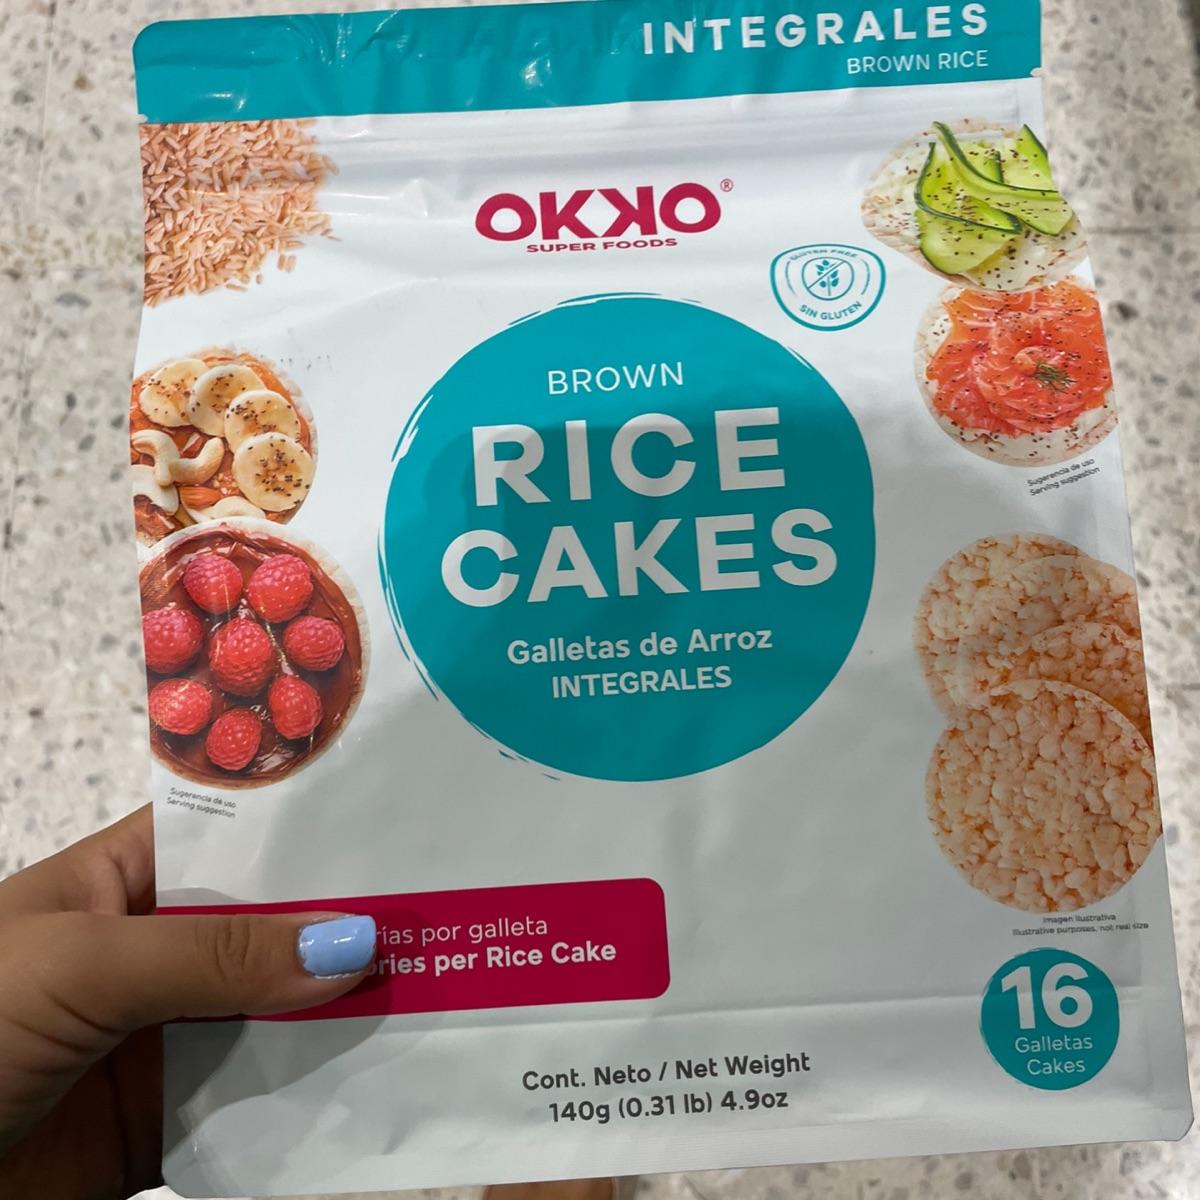 INTEGRALES
BROWN RICE
OKKO®
SUPER FOODS
GLUTEN FREE
SIN GLUTEN
BROWN
RICE
CAKES
Galletas de Arroz
INTEGRALES
Sugerencia de uso
Serving suggestion
Sugerencia de uso
Serving suggestion
Imagen Ilustrativa
Illustrative purposes, not real size
por galleta
per Rice Cake
16
Galletas
Cakes
Cont. Neto / Net Weight
140g (0.31 lb) 4.9oz